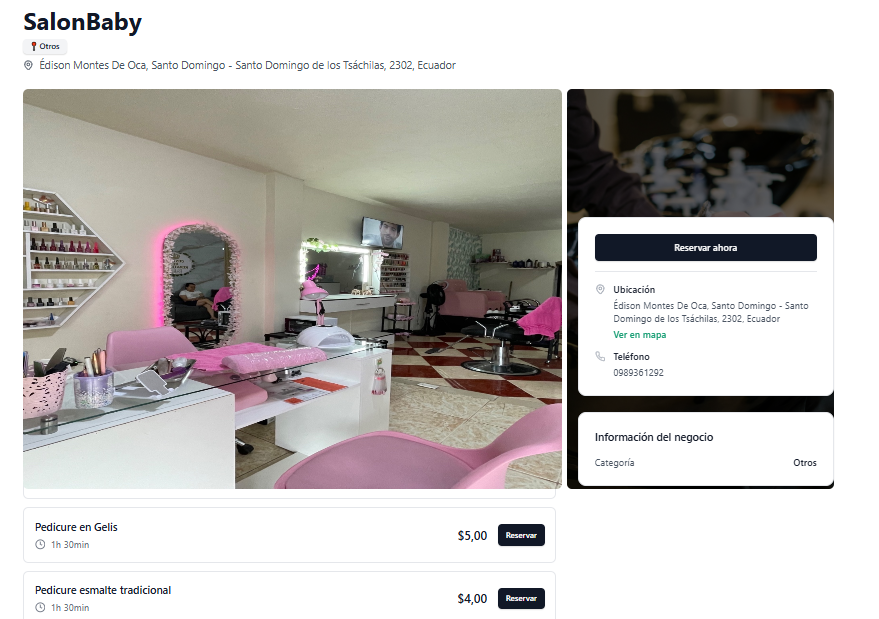 SalonBaby
Otros
Édison Montes De Oca, Santo Domingo - Santo Domingo de los Tsáchilas, 2302, Ecuador
Reservar ahora
Ubicación
Édison Montes De Oca, Santo Domingo - Santo
Domingo de los Tsáchilas, 2302, Ecuador
Ver en mapa
Teléfono
0989361292
Información del negocio
Categoría
Otros
Pedicure en Gelis
1h 30min
$5,00
Reservar
Pedicure esmalte tradicional
1h 30min
$4,00
Reservar